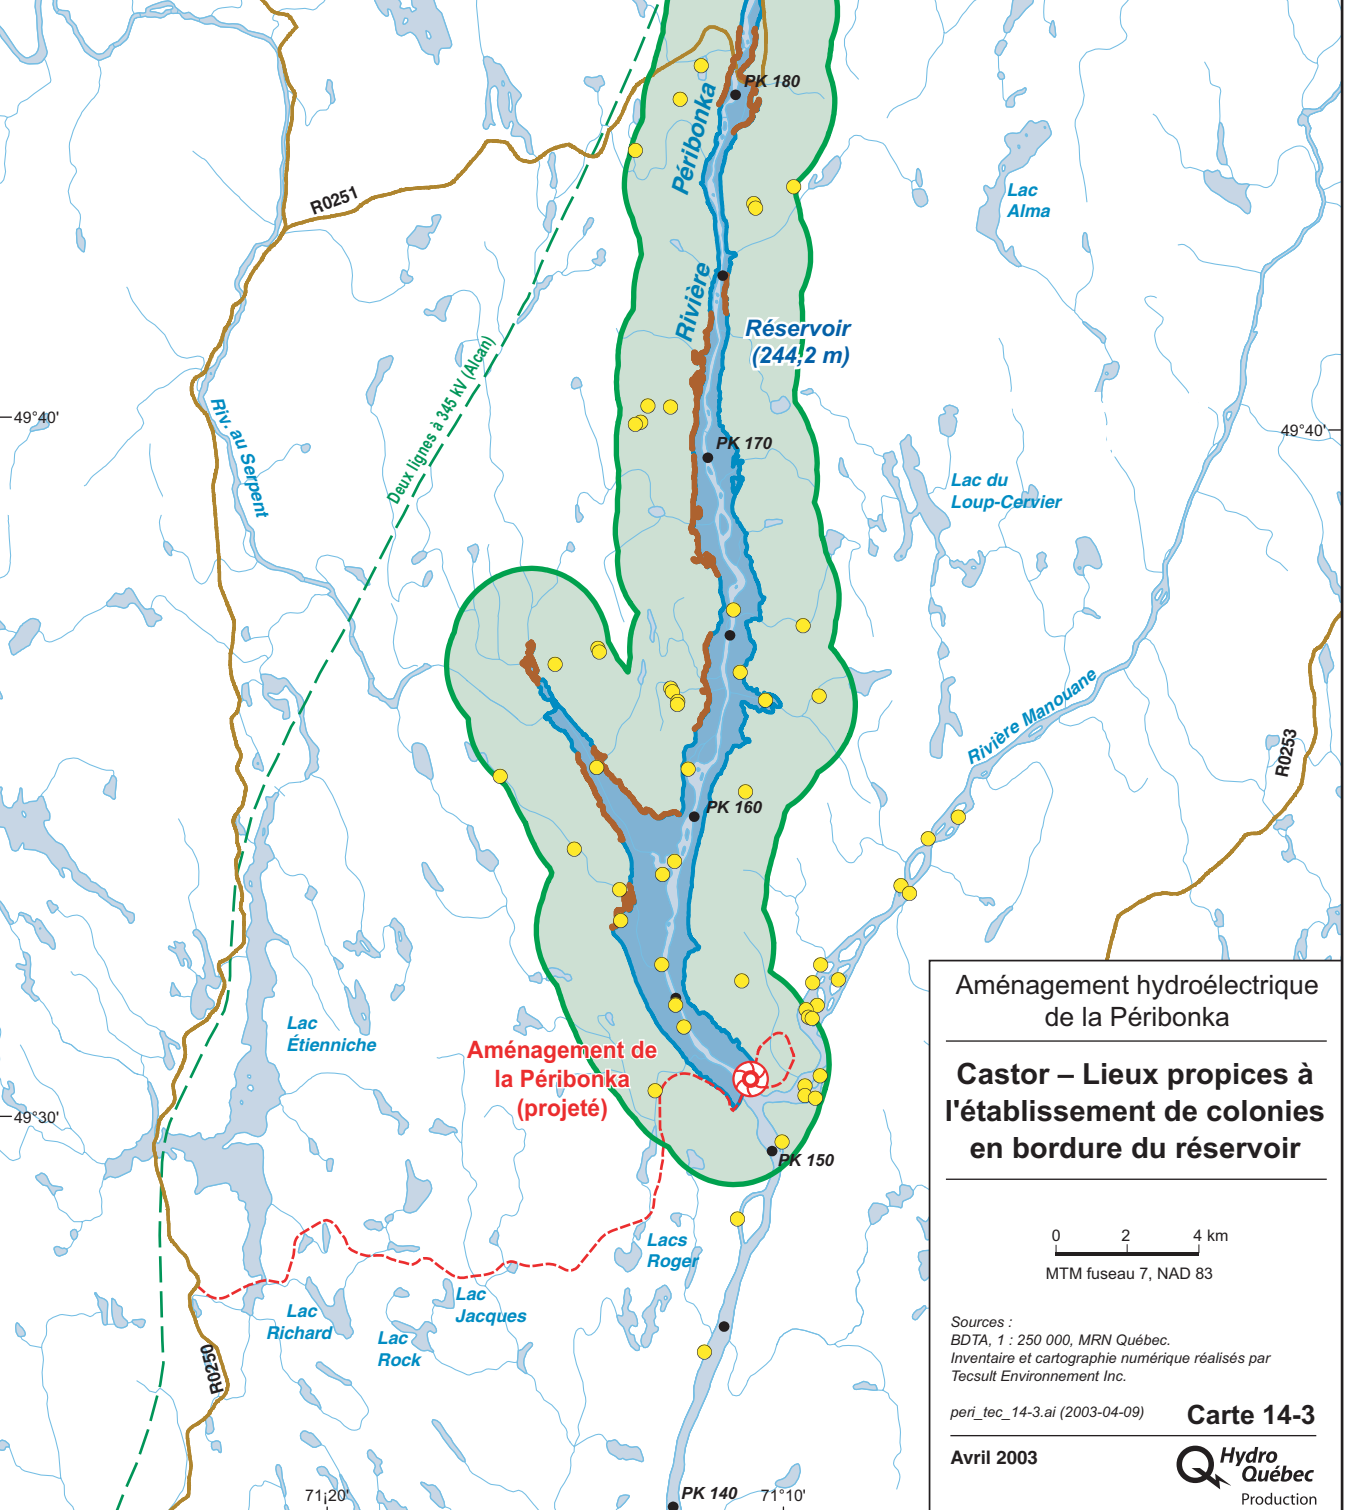 PK 180
Péribonka
Rivière
Lac
Alma
R0251
Réservoir
(244,2 m)
Deux lignes à 345 kV (Alcan)
49°40'
49°40'
Riv. au Serpent
PK 170
Lac du
Loup-Cervier
Rivière Manouane
R0253
PK 160
Lac
Étienniche
Aménagement de
la Péribonka
(projeté)
49°30'
PK 150
Lacs
Roger
Lac
Richard
Lac
Jacques
Lac
Rock
R0250
PK 140
71°20'
71°10'
Aménagement hydroélectrique
de la Péribonka
Castor – Lieux propices à
l'établissement de colonies
en bordure du réservoir
0 2 4 km
MTM fuseau 7, NAD 83
Sources :
BDTA, 1 : 250 000, MRN Québec.
Inventaire et cartographie numérique réalisés par
Tecsult Environnement Inc.
peri_tec_14-3.ai (2003-04-09)
Carte 14-3
Avril 2003
Hydro
Québec
Production